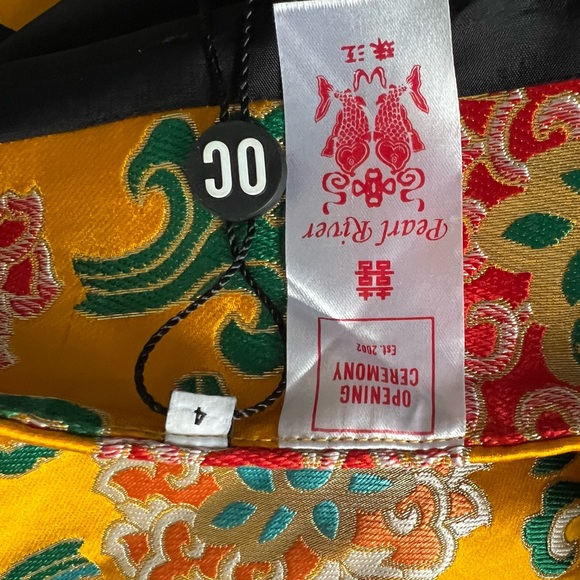 4
OPENING
CEREMONY
EST. 2002
囍
Pearl River
珠江
OC